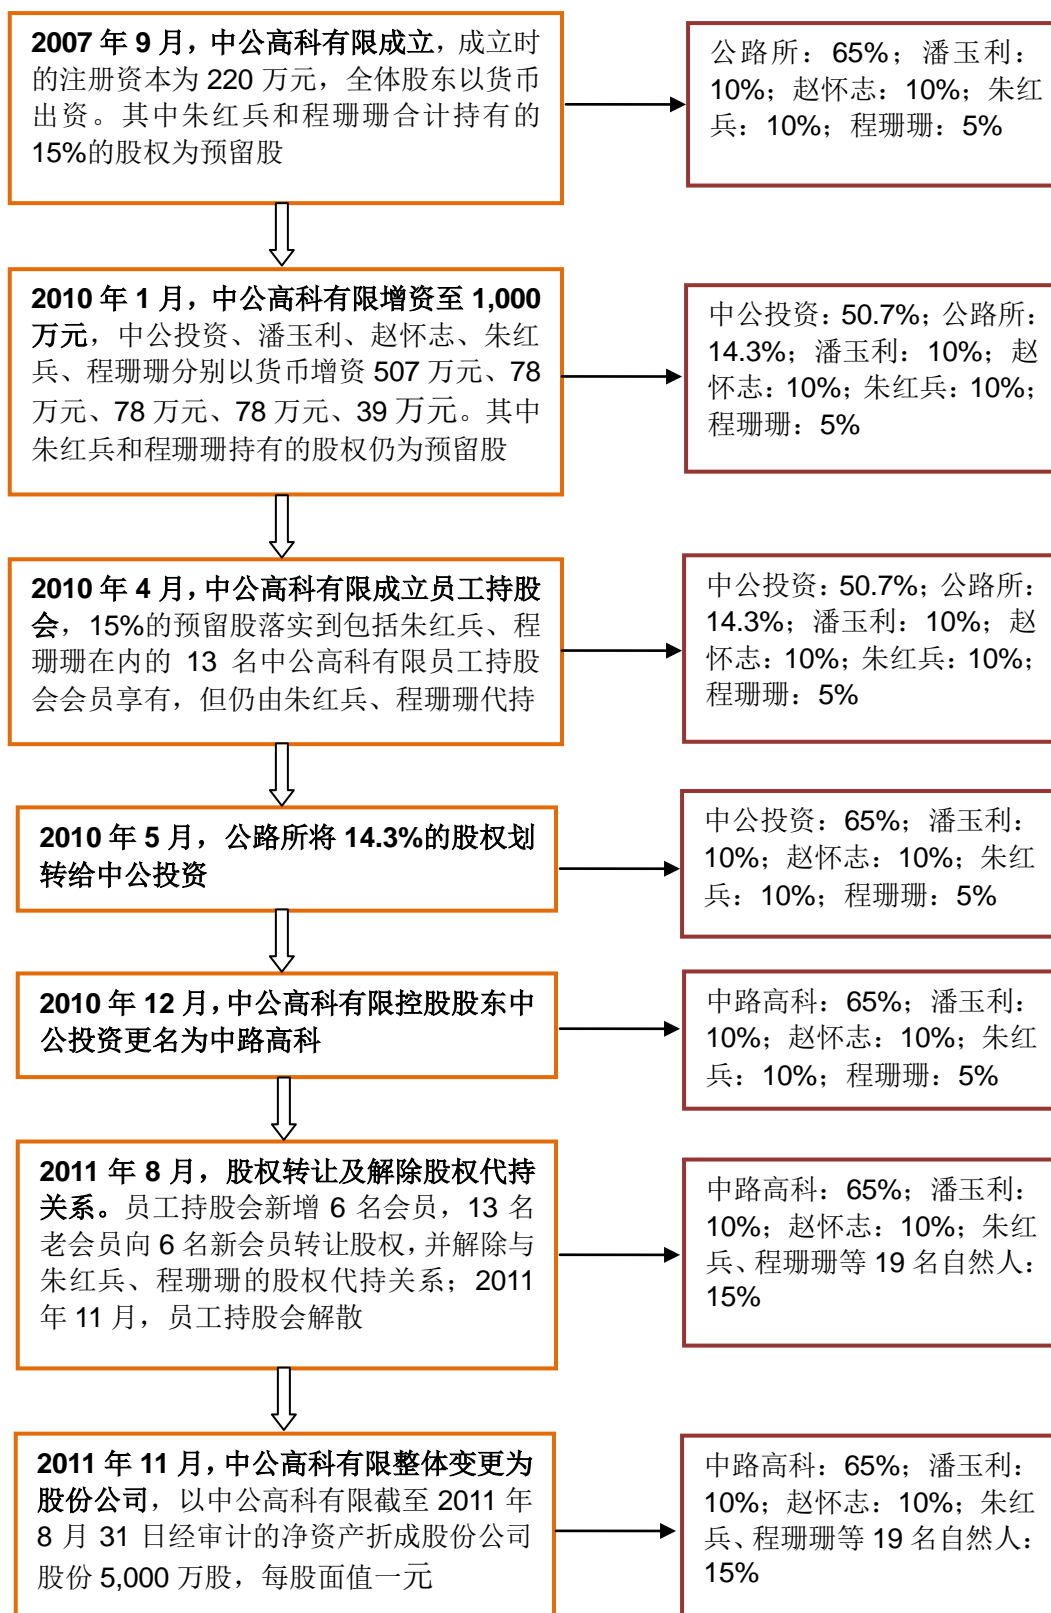 2007 年 9 月，中公高科有限成立，成立时
的注册资本为 220 万元，全体股东以货币
出资。其中朱红兵和程珊珊合计持有的
15%的股权为预留股
公路所：65%；潘玉利：
10%；赵怀志：10%；朱红
兵：10%；程珊珊：5%
2010 年 1 月，中公高科有限增资至 1,000
万元，中公投资、潘玉利、赵怀志、朱红
兵、程珊珊分别以货币增资 507 万元、78
万元、78 万元、78 万元、39 万元。其中
朱红兵和程珊珊持有的股权仍为预留股
中公投资：50.7%；公路所：
14.3%；潘玉利：10%；赵
怀志：10%；朱红兵：10%；
程珊珊：5%
2010 年 4 月，中公高科有限成立员工持股
会，15%的预留股落实到包括朱红兵、程
珊珊在内的 13 名中公高科有限员工持股
会会员享有，但仍由朱红兵、程珊珊代持
中公投资：50.7%；公路所：
14.3%；潘玉利：10%；赵
怀志：10%；朱红兵：10%；
程珊珊：5%
2010 年 5 月，公路所将 14.3%的股权划
转给中公投资
中公投资：65%；潘玉利：
10%；赵怀志：10%；朱红
兵：10%；程珊珊：5%
2010 年 12 月，中公高科有限控股股东中
公投资更名为中路高科
中路高科：65%；潘玉利：
10%；赵怀志：10%；朱红
兵：10%；程珊珊：5%
2011 年 8 月，股权转让及解除股权代持
关系。员工持股会新增 6 名会员，13 名
老会员向 6 名新会员转让股权，并解除与
朱红兵、程珊珊的股权代持关系；2011
年 11 月，员工持股会解散
中路高科：65%；潘玉利：
10%；赵怀志：10%；朱红
兵、程珊珊等 19 名自然人：
15%
2011 年 11 月，中公高科有限整体变更为
股份公司，以中公高科有限截至 2011 年
8 月 31 日经审计的净资产折成股份公司
股份 5,000 万股，每股面值一元
中路高科：65%；潘玉利：
10%；赵怀志：10%；朱红
兵、程珊珊等 19 名自然人：
15%